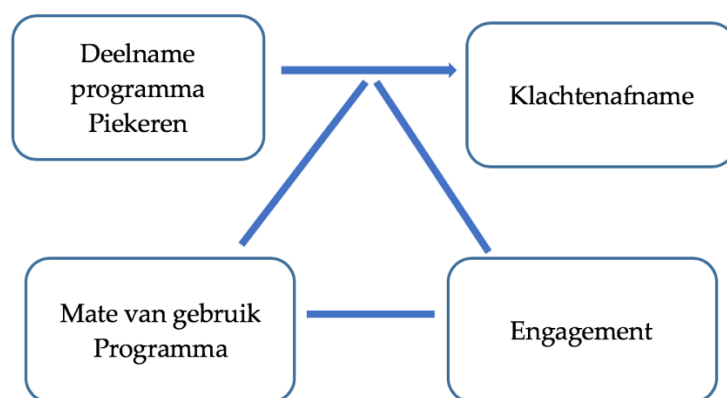 Deelname
programma
Piekeren
Klachtenafname
Mate van gebruik
Programma
Engagement